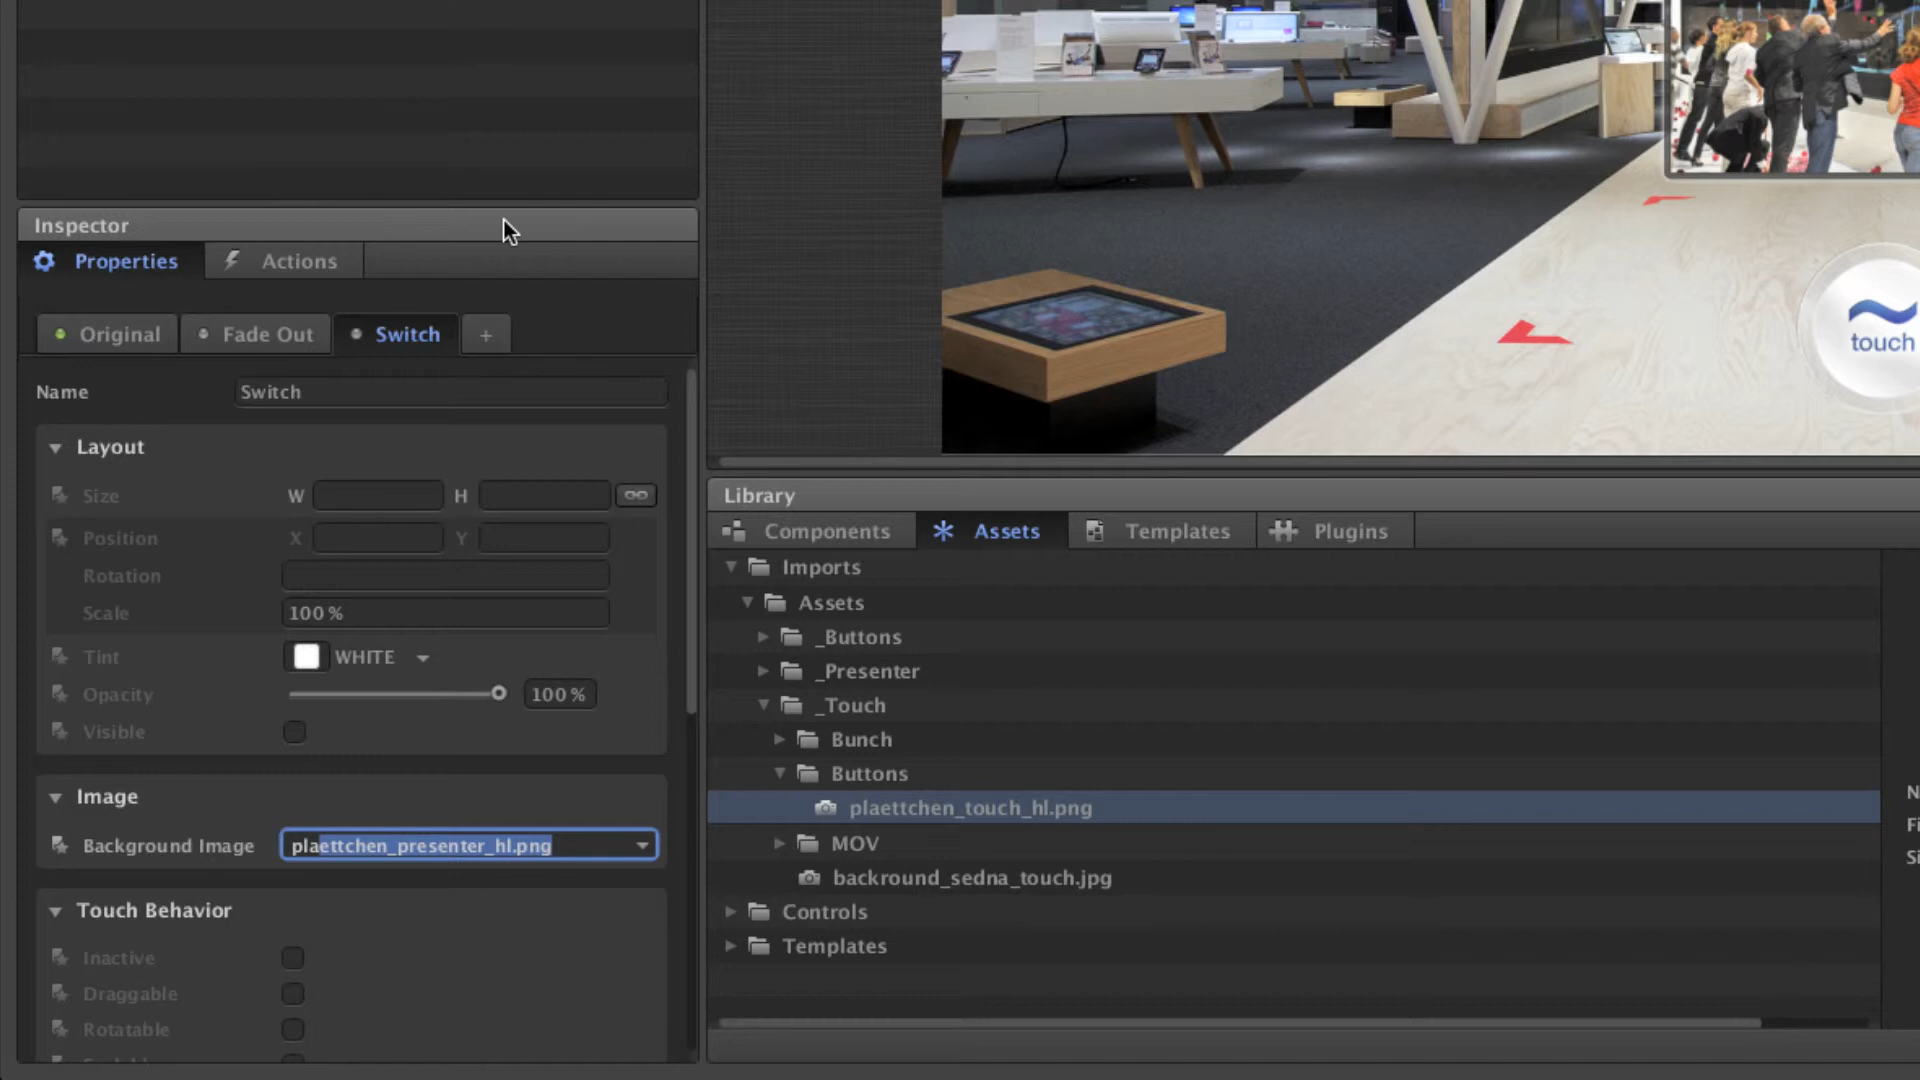 Inspector
Properties
Actions
Original
Fade Out
Switch
+
Name
Switch
Layout
Size
W
H
Position
X
Y
Rotation
Scale
100 %
Tint
WHITE
Opacity
100 %
Visible
Image
Background Image
plaettchen_presenter_hl.png
Touch Behavior
Inactive
Draggable
Rotatable
touch
Library
Components
Assets
Templates
Plugins
Imports
Assets
_Buttons
_Presenter
_Touch
Bunch
Buttons
plaettchen_touch_hl.png
MOV
backround_sedna_touch.jpg
Controls
Templates